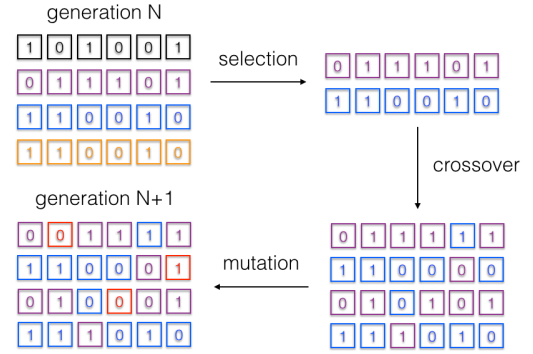 generation N
1 0 1 0 0 1
0 1 1 1 0 1
1 1 0 0 1 0
1 1 0 0 1 0
selection
0 1 1 1 0 1
1 1 0 0 1 0
crossover
0 1 1 1 1 1
1 1 0 0 0 0
0 1 0 1 0 1
1 1 1 0 1 0
mutation
generation N+1
0 0 1 1 1 1
1 1 0 0 0 1
0 1 0 0 0 1
1 1 1 0 1 0